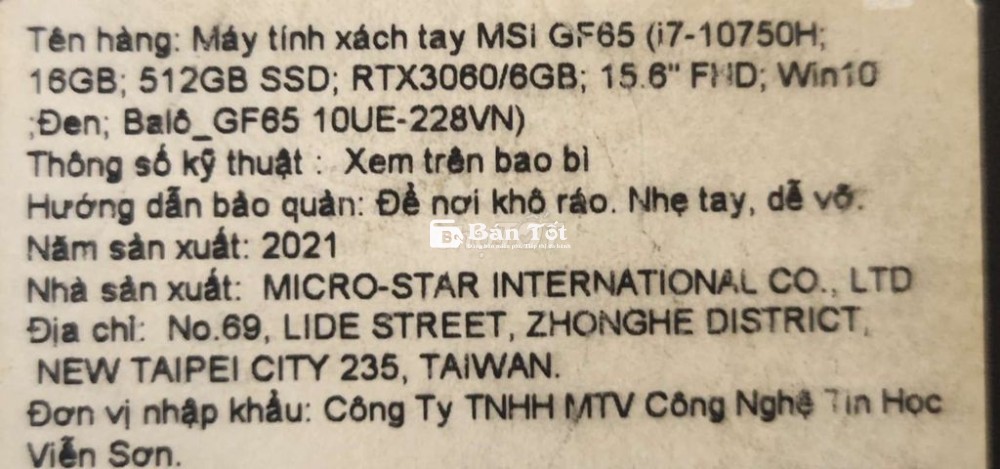 Tên hàng: Máy tính xách tay MSI GF65 (i7-10750H;
16GB; 512GB SSD; RTX3060/6GB; 15.6" FHD; Win10
;Đen; Balô_GF65 10UE-228VN)
Thông số kỹ thuật : Xem trên bao bì
Hướng dẫn bảo quản: Để nơi khô ráo. Nhẹ tay, dễ vỡ.
Bán Tốt
Năm sản xuất: 2021
Nhà sản xuất: MICRO-STAR INTERNATIONAL CO., LTD
Địa chỉ: No.69, LIDE STREET, ZHONGHE DISTRICT,
NEW TAIPEI CITY 235, TAIWAN.
Đơn vị nhập khẩu: Công Ty TNHH MTV Công Nghệ Tin Học
Viễn Sơn.